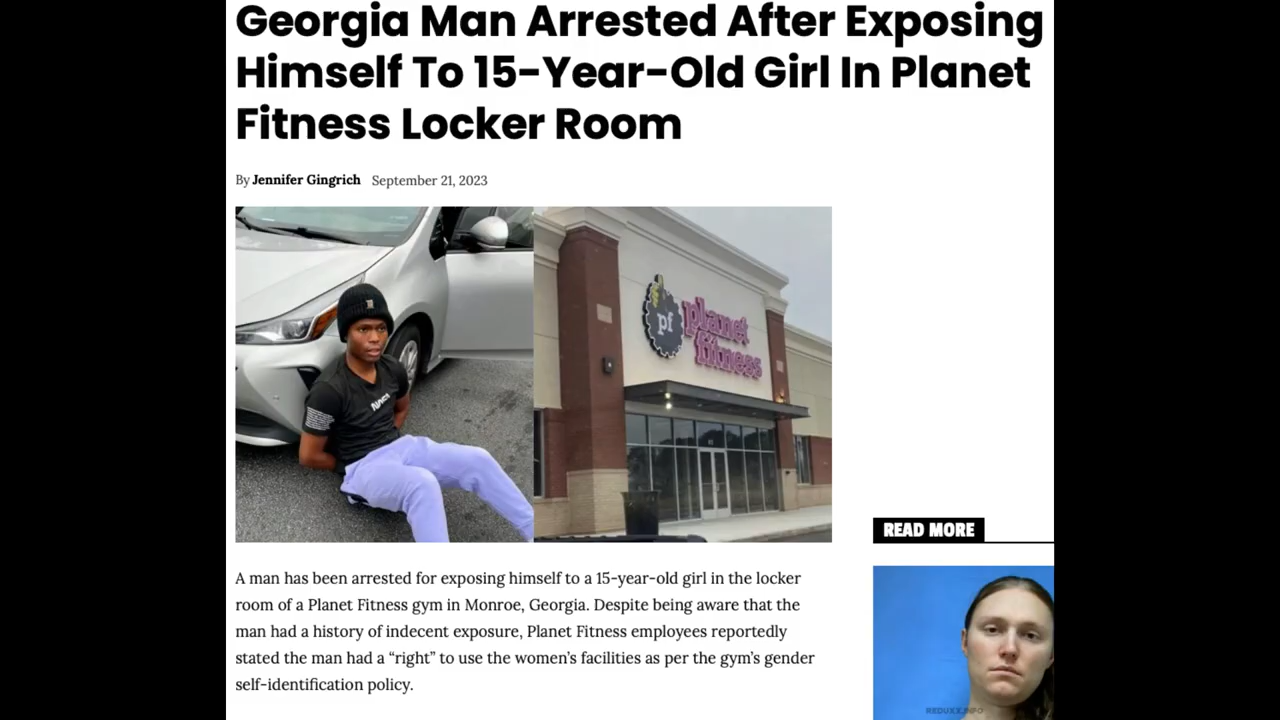 Georgia Man Arrested After Exposing
Himself To 15-Year-Old Girl In Planet
Fitness Locker Room
By Jennifer Gingrich September 21, 2023
pf
planet
fitness
READ MORE
A man has been arrested for exposing himself to a 15-year-old girl in the locker
room of a Planet Fitness gym in Monroe, Georgia. Despite being aware that the
man had a history of indecent exposure, Planet Fitness employees reportedly
stated the man had a “right” to use the women’s facilities as per the gym’s gender
self-identification policy.
REDUXX.INFO